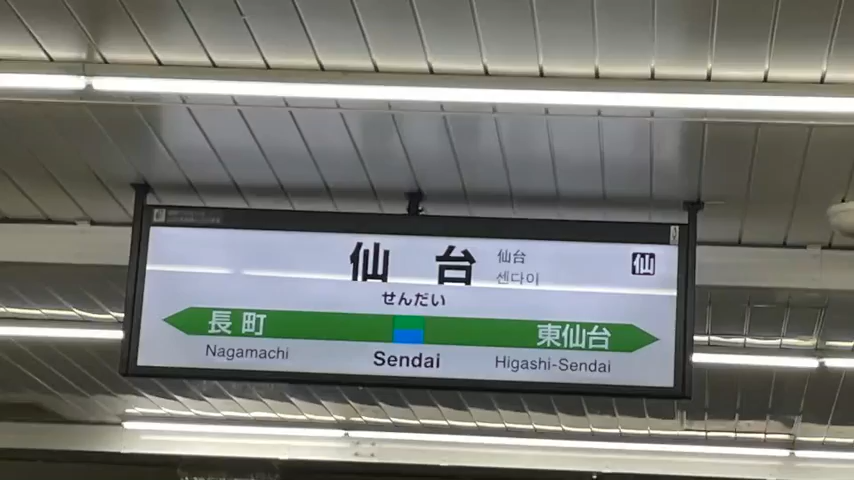 仙台
仙台
센다이
仙
せんだい
長町
東仙台
Nagamachi
Sendai
Higashi-Sendai